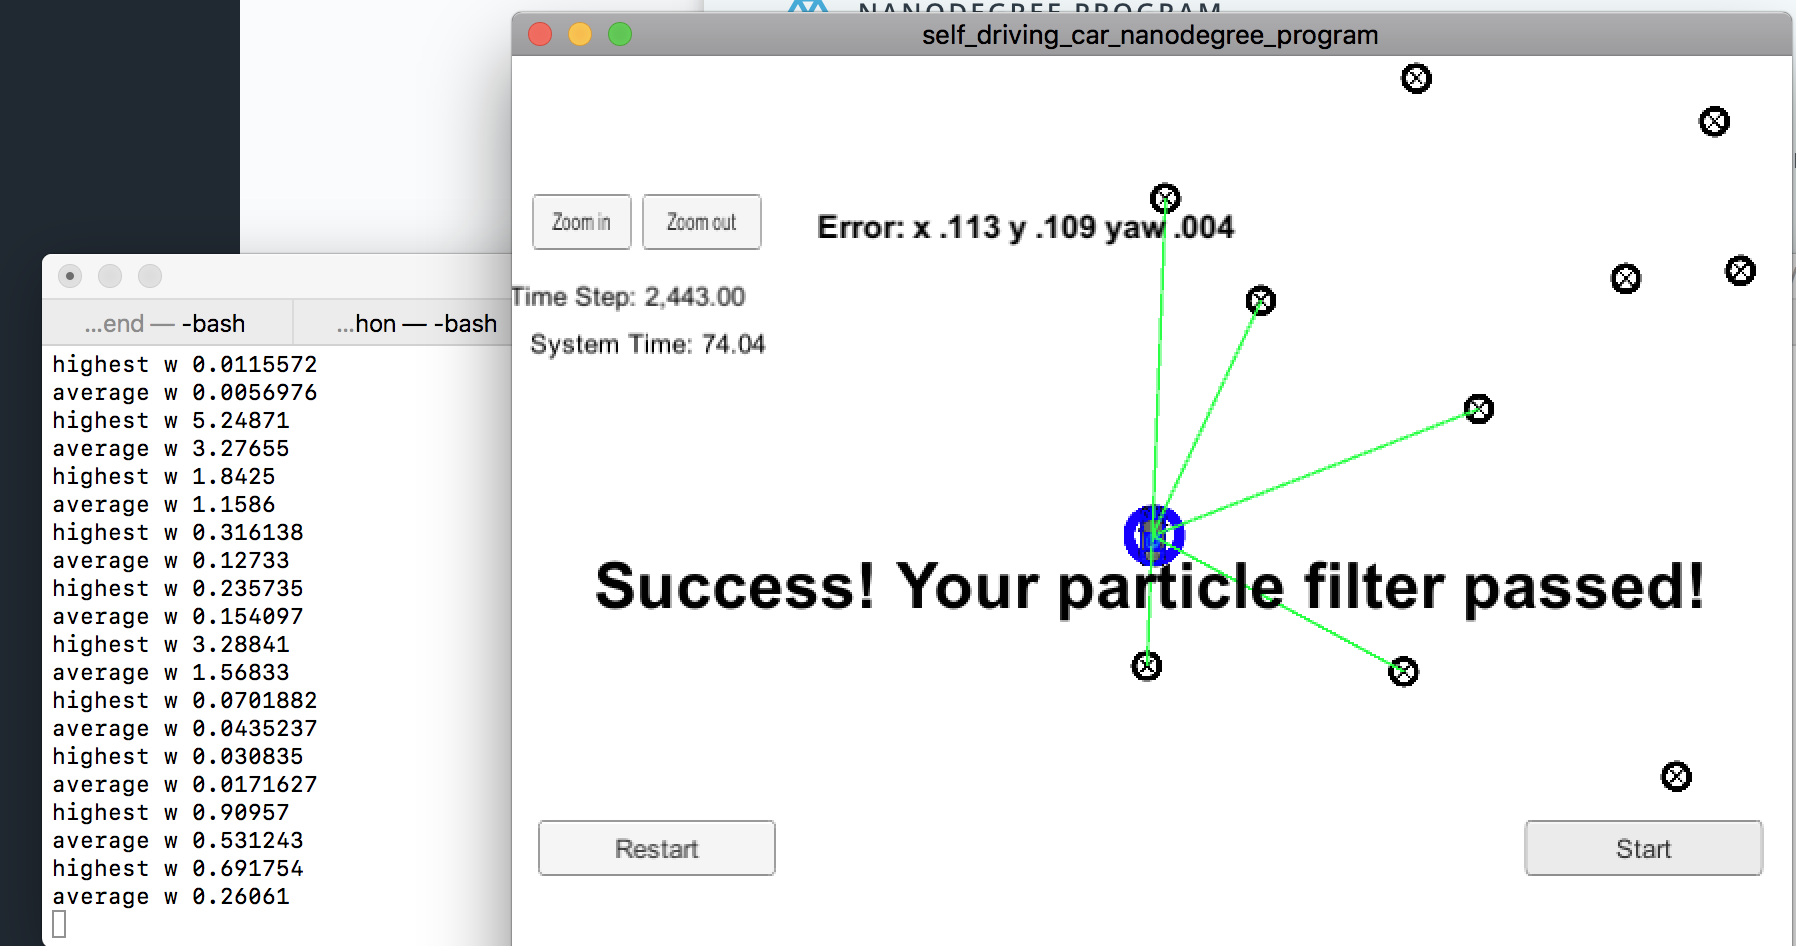 NANODEGREE PROGRAM
self_driving_car_nanodegree_program
Zoom in
Zoom out
Error: x .113 y .109 yaw .004
Time Step: 2,443.00
System Time: 74.04
Success! Your particle filter passed!
Restart
Start
...end — -bash
...hon — -bash
highest w 0.0115572
average w 0.0056976
highest w 5.24871
average w 3.27655
highest w 1.8425
average w 1.1586
highest w 0.316138
average w 0.12733
highest w 0.235735
average w 0.154097
highest w 3.28841
average w 1.56833
highest w 0.0701882
average w 0.0435237
highest w 0.030835
average w 0.0171627
highest w 0.90957
average w 0.531243
highest w 0.691754
average w 0.26061